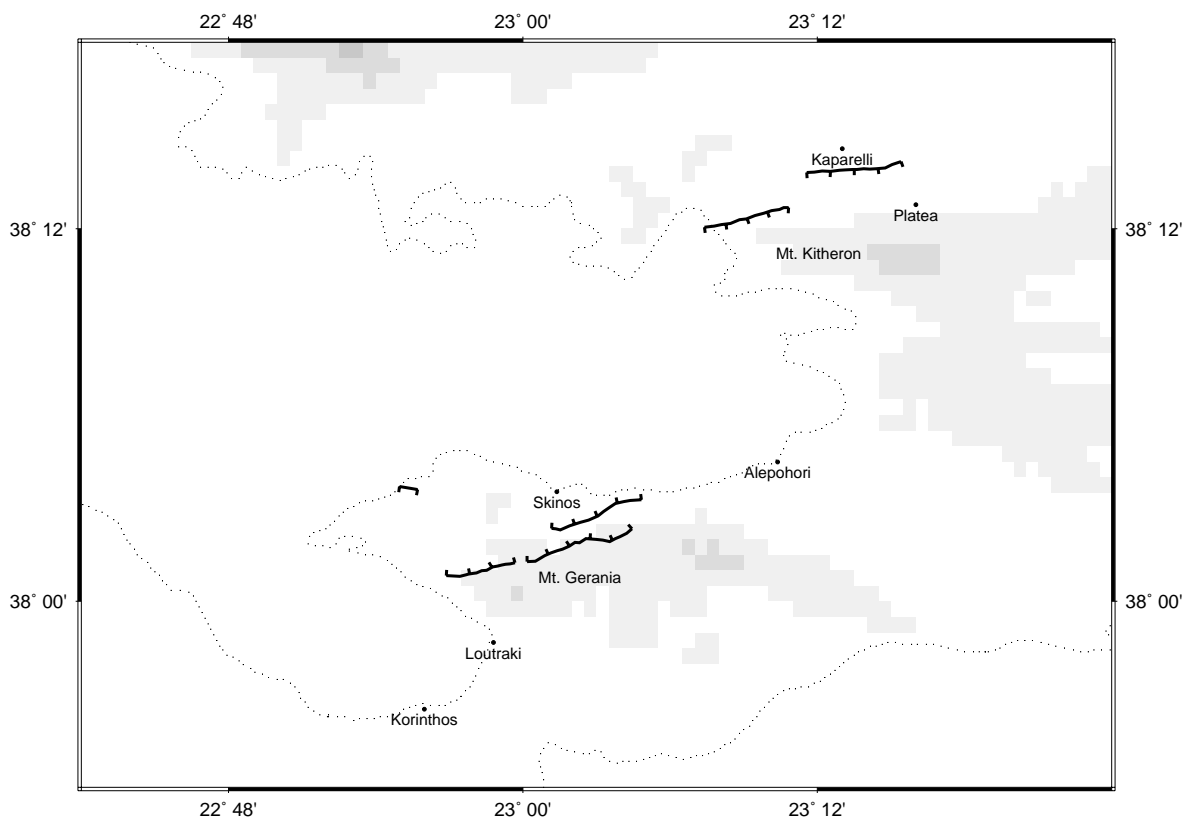 22° 48' 23° 00' 23° 12'
Kaparelli
Platea
38° 12' 38° 12'
Mt. Kitheron
Alepohori
Skinos
Mt. Gerania
38° 00' 38° 00'
Loutraki
Korinthos
22° 48' 23° 00' 23° 12'